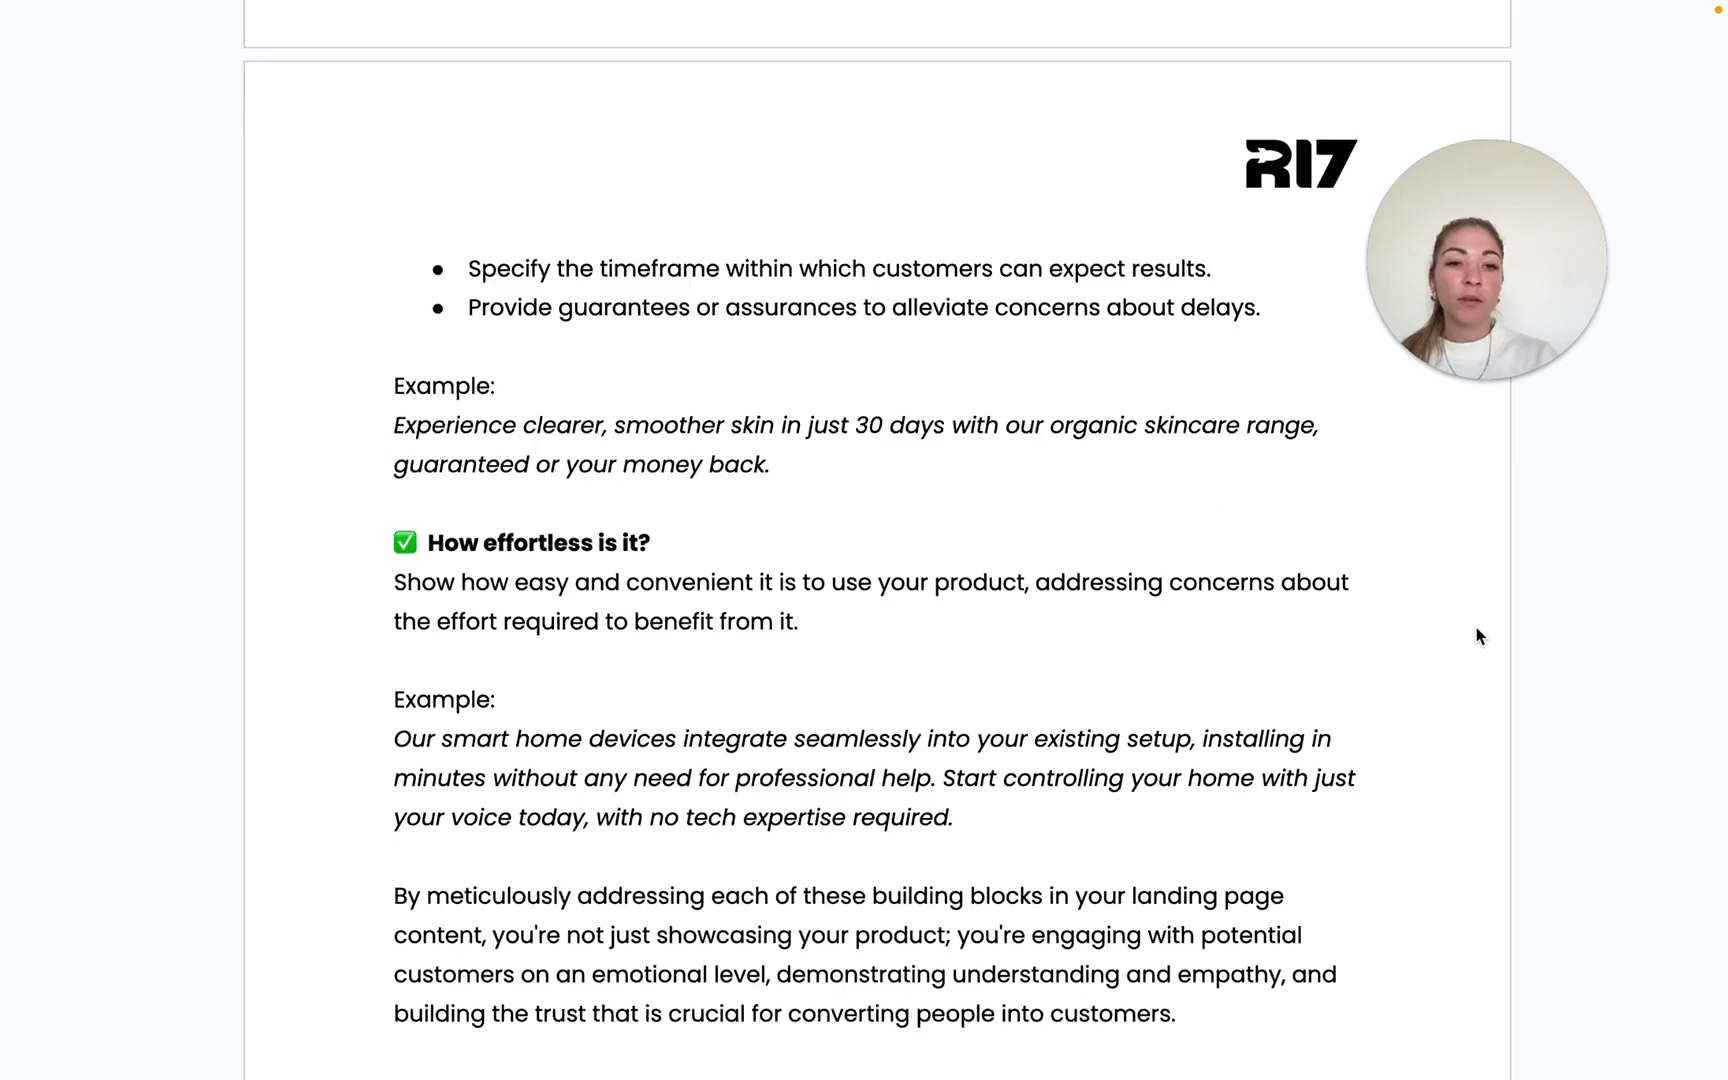 R17
● Specify the timeframe within which customers can expect results.
● Provide guarantees or assurances to alleviate concerns about delays.
Example:
Experience clearer, smoother skin in just 30 days with our organic skincare range,
guaranteed or your money back.
✅ How effortless is it?
Show how easy and convenient it is to use your product, addressing concerns about
the effort required to benefit from it.
Example:
Our smart home devices integrate seamlessly into your existing setup, installing in
minutes without any need for professional help. Start controlling your home with just
your voice today, with no tech expertise required.
By meticulously addressing each of these building blocks in your landing page
content, you're not just showcasing your product; you're engaging with potential
customers on an emotional level, demonstrating understanding and empathy, and
building the trust that is crucial for converting people into customers.